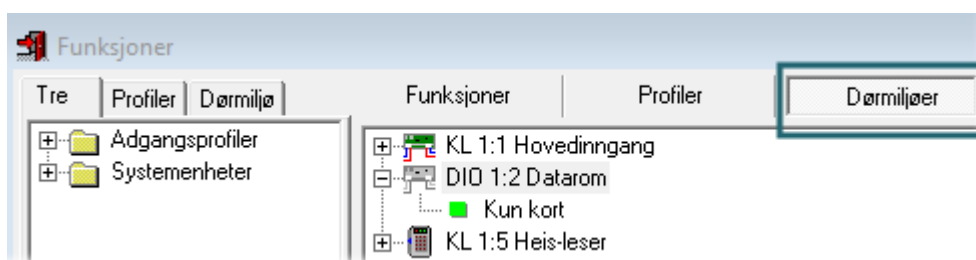 Funksjoner
Tre Profiler Dørmiljø Funksjoner Profiler Dørmiljøer
Adgangsprofiler
Systemenheter
KL 1:1 Hovedinngang
DIO 1:2 Datarom
Kun kort
KL 1:5 Heis-leser